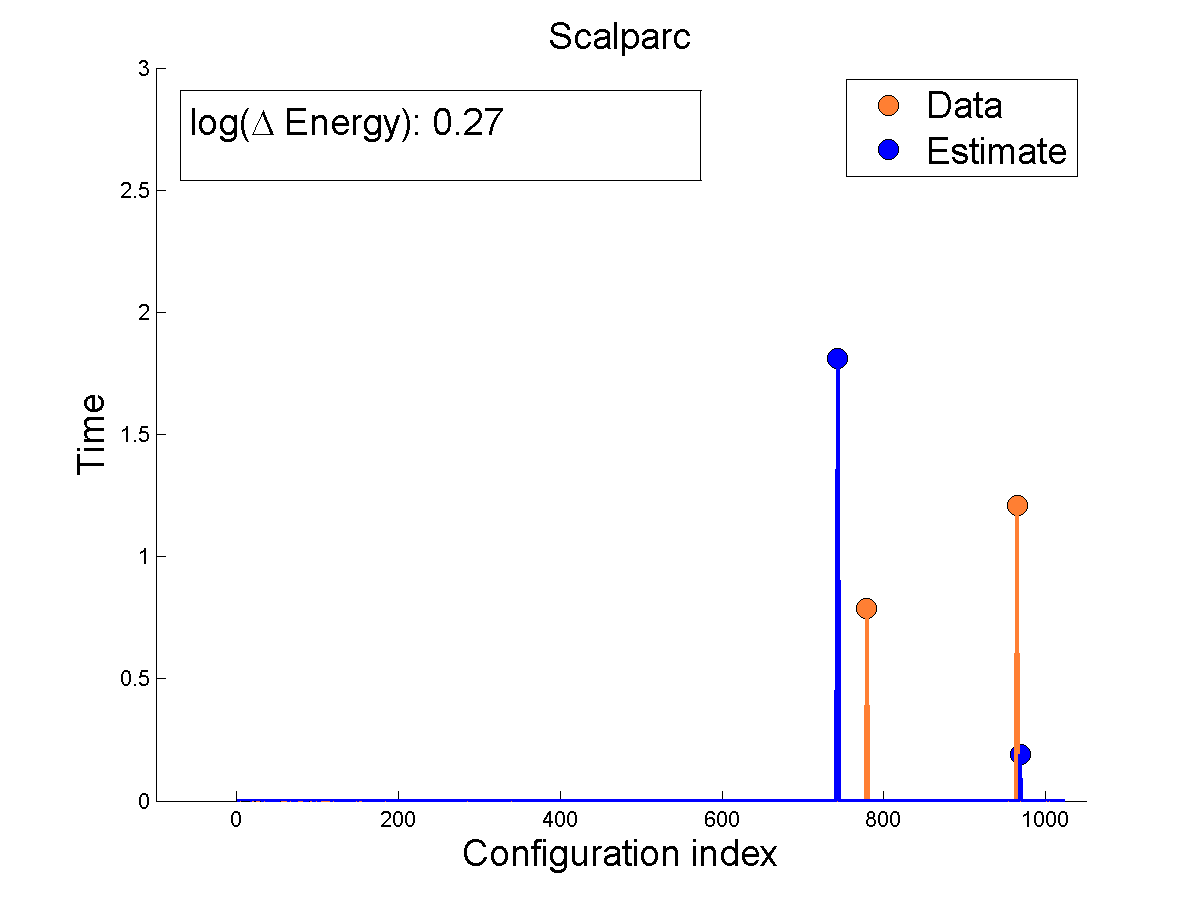 Scalparc
log(Δ Energy): 0.27
Data
Estimate
3
2.5
2
1.5
1
0.5
0
Time
0
200
400
600
800
1000
Configuration index